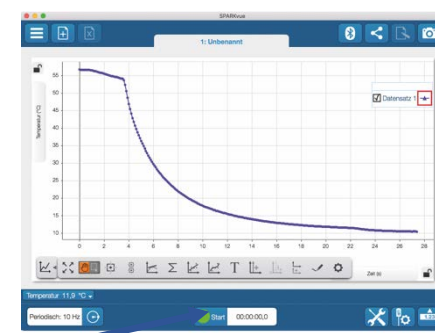 SPARKvue
1: Unbenannt
Datensatz 1
Temperatur (°C)
55
50
45
40
35
30
25
20
15
10
0 2 4 6 8 10 12 14 16 18 20 22 24 26 28
Zeit (s)
Temperatur 11,9 °C
Periodisch: 10 Hz
Start
00:00:00,0